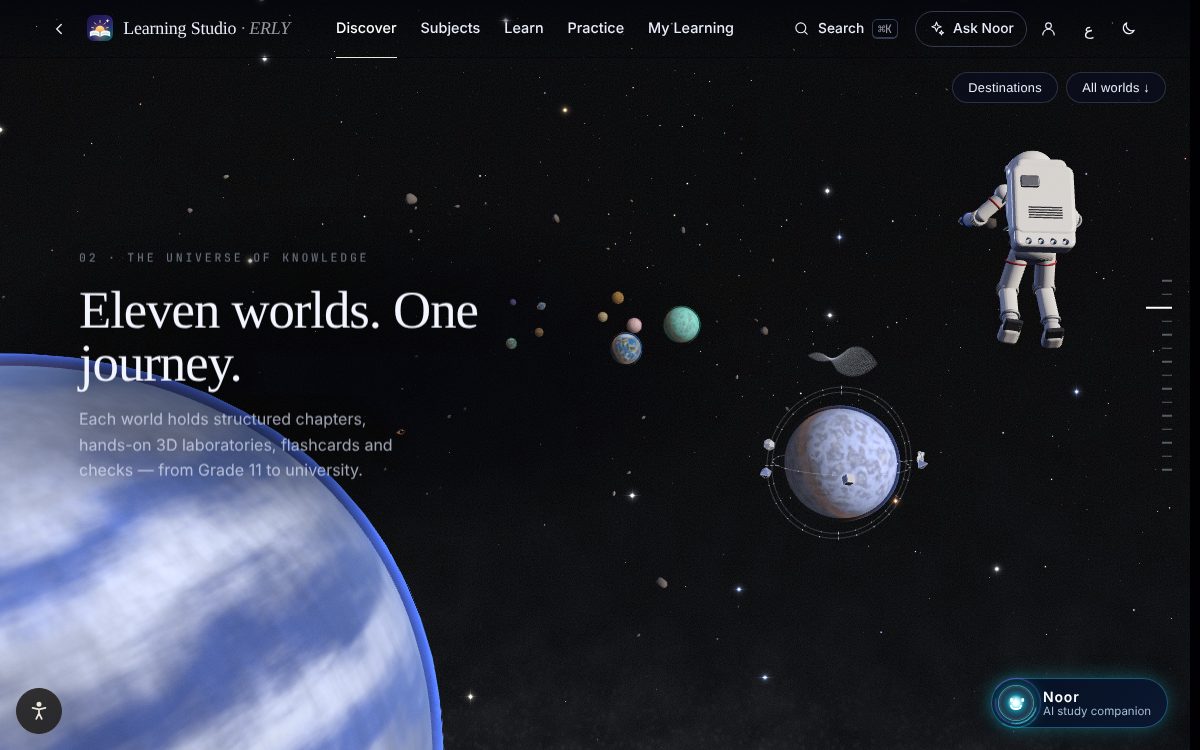 Learning Studio · ERLY
Discover
Subjects
Learn
Practice
My Learning
Search
⌘K
Ask Noor
ع
Destinations
All worlds ↓
02 · THE UNIVERSE OF KNOWLEDGE
Eleven worlds. One
journey.
Each world holds structured chapters,
hands-on 3D laboratories, flashcards and
checks — from Grade 11 to university.
Noor
AI study companion